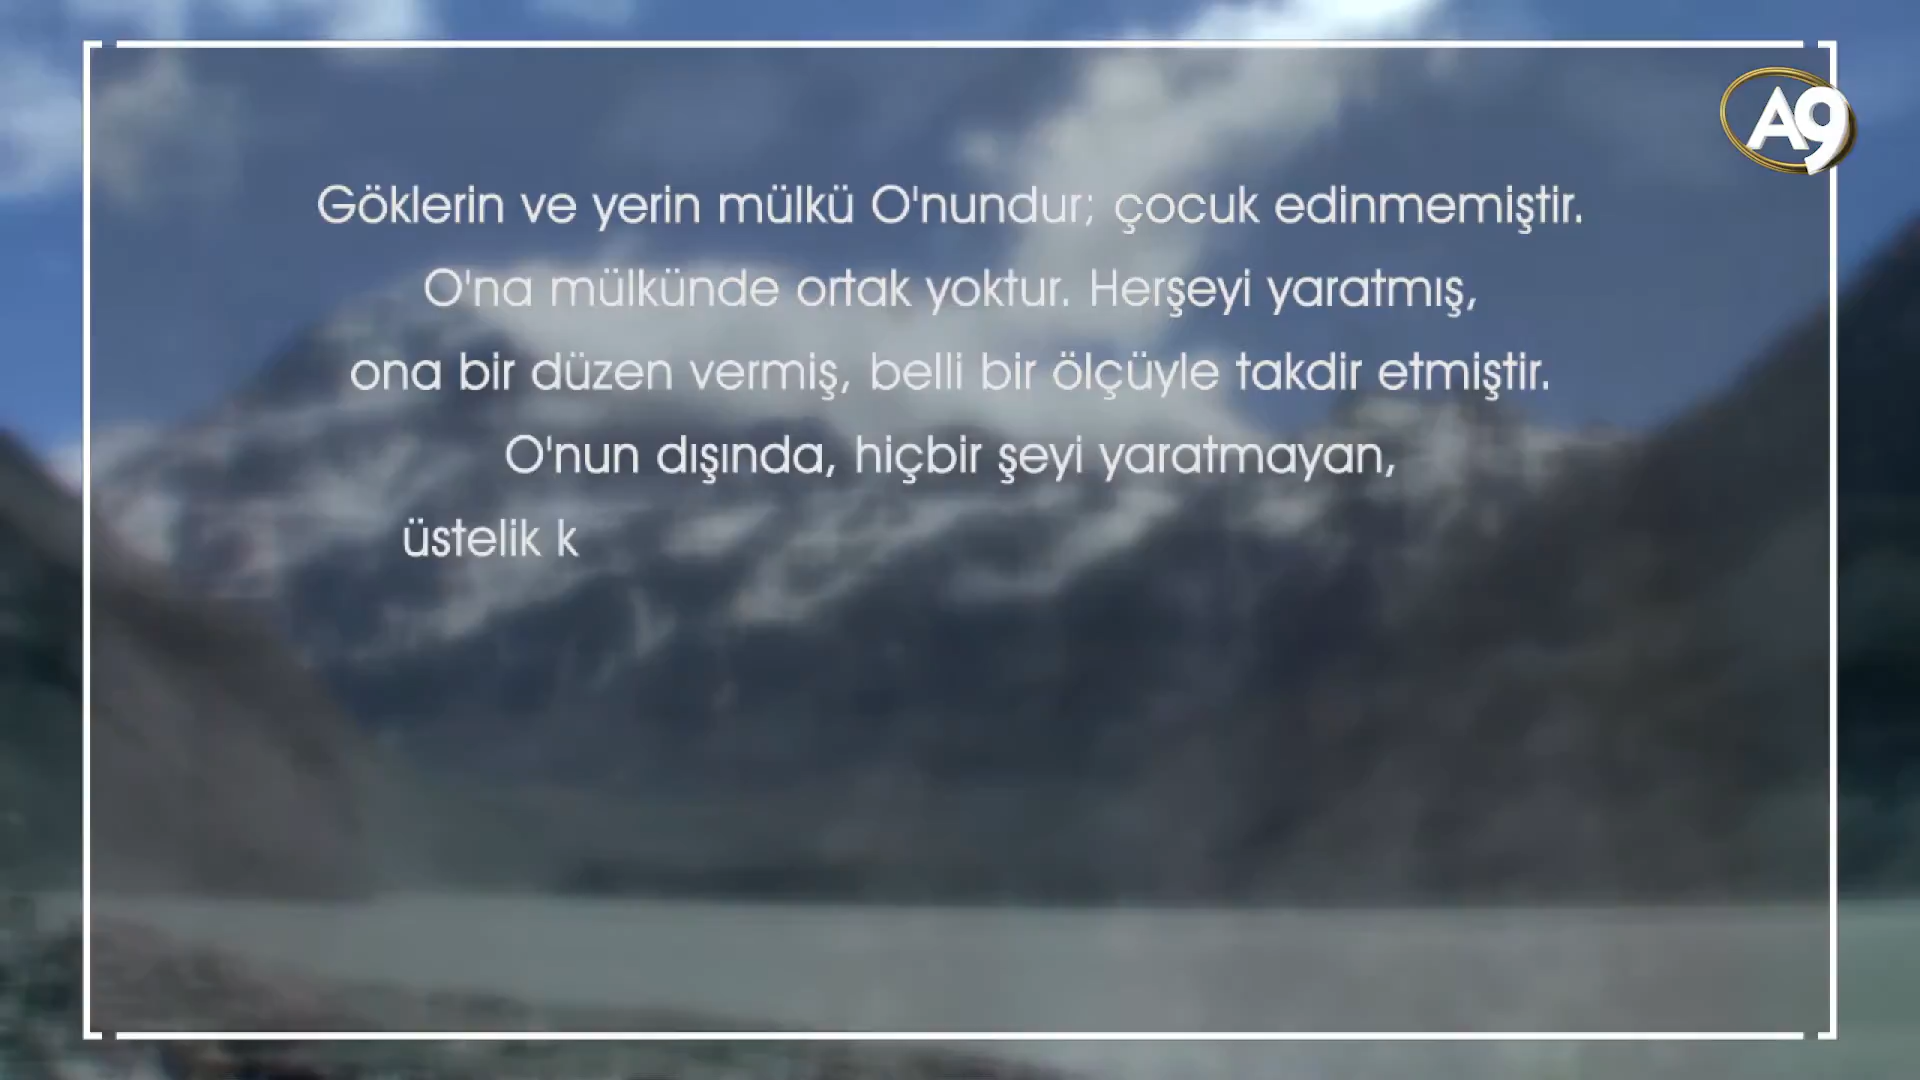 A9
Göklerin ve yerin mülkü O'nundur; çocuk edinmemiştir.
O'na mülkünde ortak yoktur. Herşeyi yaratmış,
ona bir düzen vermiş, belli bir ölçüyle takdir etmiştir.
O'nun dışında, hiçbir şeyi yaratmayan,
üstelik k